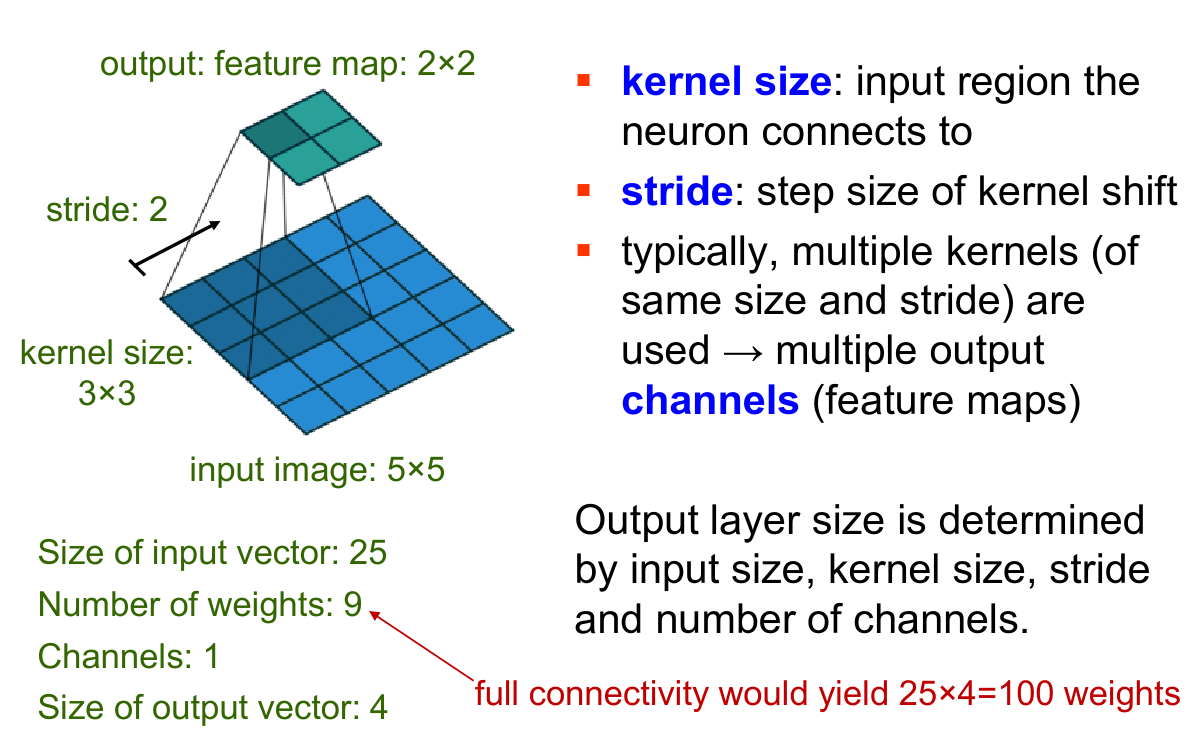 output: feature map: 2×2
stride: 2
kernel size:
3×3
input image: 5×5
Size of input vector: 25
Number of weights: 9
Channels: 1
Size of output vector: 4
▪ kernel size: input region the
neuron connects to
▪ stride: step size of kernel shift
▪ typically, multiple kernels (of
same size and stride) are
used → multiple output
channels (feature maps)
Output layer size is determined
by input size, kernel size, stride
and number of channels.
full connectivity would yield 25×4=100 weights